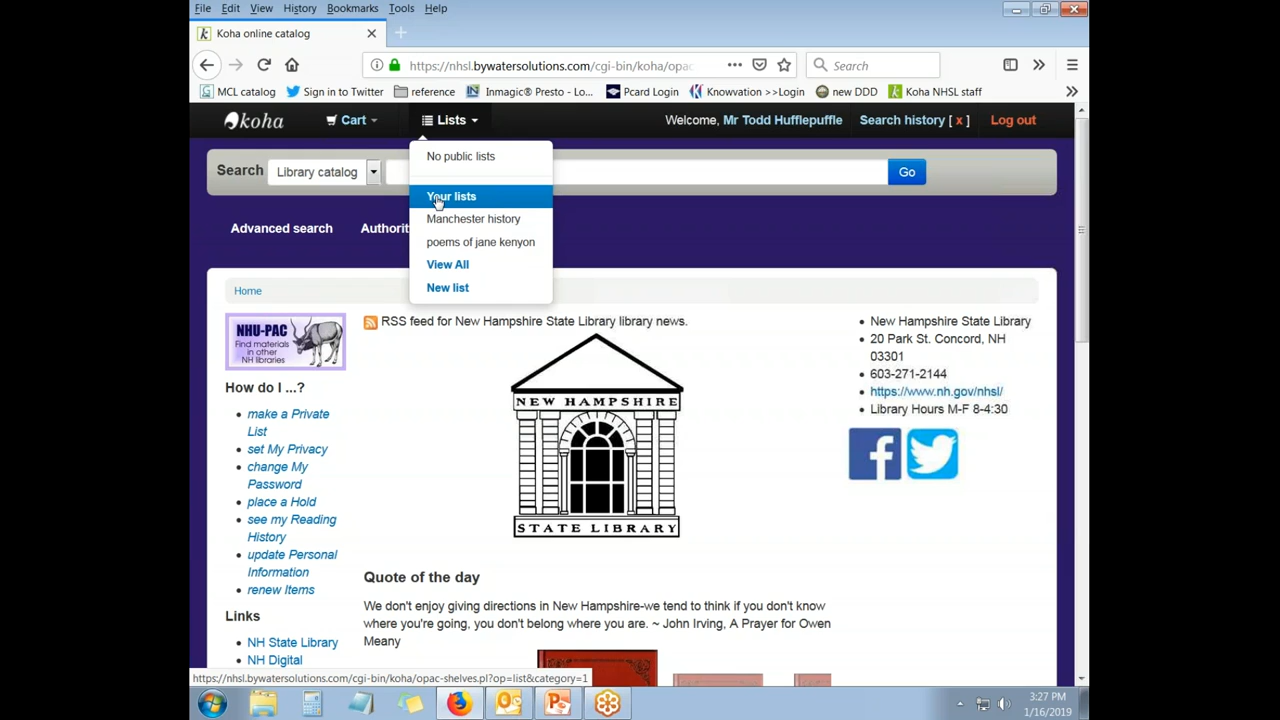 File Edit View History Bookmarks Tools Help
Koha online catalog
https://nhsl.bywatersolutions.com/cgi-bin/koha/opac
Search
MCL catalog Sign in to Twitter reference Inmagic® Presto - Lo... Pcard Login Knowvation >>Login new DDD Koha NHSL staff
koha Cart Lists Welcome, Mr Todd Hufflepuffle Search history [ x ] Log out
No public lists
Search Library catalog Go
Your lists
Manchester history
Advanced search Authorit
poems of jane kenyon
View All
New list
Home
NHU-PAC
Find materials
in other
NH libraries
How do I ...?
make a Private
List
set My Privacy
change My
Password
place a Hold
see my Reading
History
update Personal
Information
renew Items
Links
NH State Library
NH Digital
RSS feed for New Hampshire State Library library news.
NEW HAMPSHIRE
STATE LIBRARY
Quote of the day
We don't enjoy giving directions in New Hampshire-we tend to think if you don't know
where you're going, you don't belong where you are. ~ John Irving, A Prayer for Owen
Meany
New Hampshire State Library
20 Park St. Concord, NH
03301
603-271-2144
https://www.nh.gov/nhsl/
Library Hours M-F 8-4:30
https://nhsl.bywatersolutions.com/cgi-bin/koha/opac-shelves.pl?op=list&category=1
3:27 PM
1/16/2019